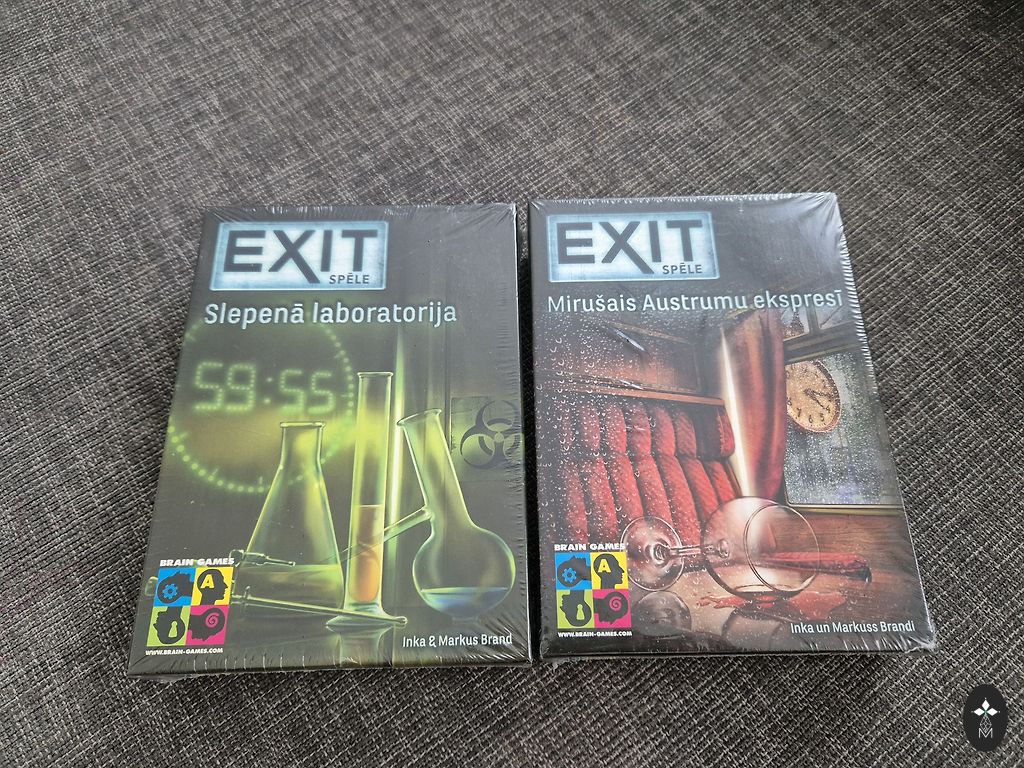 EXIT
SPĒLE
Slepenā laboratorija
59:55
BRAIN GAMES
A
WWW.BRAIN-GAMES.COM
Inka & Markus Brand
EXIT
SPĒLE
Mirušais Austrumu ekspresī
BRAIN GAMES
A
WWW.BRAIN-GAMES.COM
Inka un Markuss Brandi
M